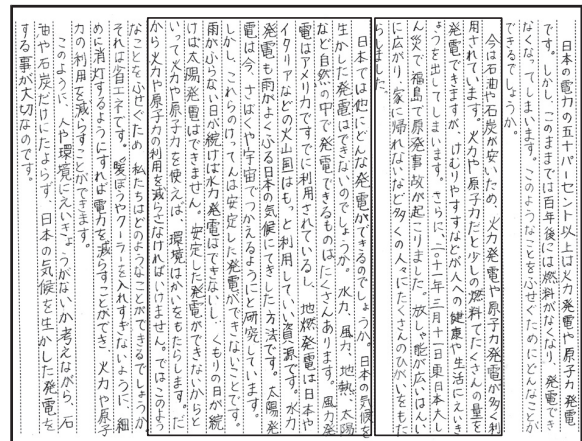 日本の電力の五十パーセント以上は火力発電や原子力発電
です。しかし、このままでは百年後には燃料がなくなり、発電でき
なくなってしまいます。このようなことをふせぐためにどんなことが
できるでしょうか。
今は石油や石炭が安いため、火力発電や原子力発電が多く利
用されています。火力や原子力だと少しの燃料でたくさんの量を
発電できますが、けむりやすすなどが人への健康や生活にえいき
ょうを出してしまいます。さらに、二〇十一年三月十一日東日本大し
ん災で福島で原発事故が起こりました。放しゃ能が広いはんい
に広がり、家に帰れないなど多くの人々にたくさんのひがいをもた
らしました。
日本では他にどんな発電ができるのでしょうか。日本の気候を
生かした発電はできないのでしょうか。水力、風力、地熱、太陽
など自然の中で発電できるものは、たくさんあります。風力発
電はアメリカですでに利用されているし、地燃発電は日本や
イタリアなどの火山国はもっと利用していい資源です。水力
発電も雨がよくふる日本の気候にてきした方法です。太陽発
電は今、さばくや宇宙でつかえるようにと研究しています。
しかし、これらのけってんは安定した発電ができないことです。
雨がふらない日が続けば水力発電はできないし、くもりの日が続
けば太陽発電はできません。安定した発電ができないからと
いって火力や原子力を使えば、環境はかいをもたらします。だ
から火力や原子力の利用を減らさなければいけません。ではこのよう
なことをふせぐため、私たちはどのようなことができるでしょうか
それは省エネです。暖ぼうやクーラーを入れすぎないように、細
めに消灯するようにすれば電力を減らすことができ、火力や原子
力の利用を減らすことができます。
このように、人や環境にえいきょうがないか考えながら、石
油や石炭だけにたよらず、日本の気候を生かした発電を
する事が大切なのです。